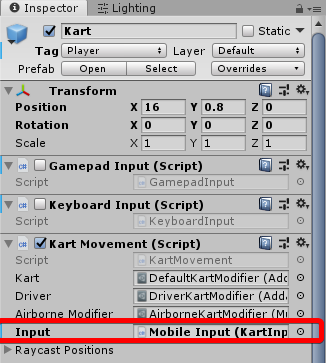 Inspector Lighting
Kart Static
Tag Player Layer Default
Prefab Open Select Overrides
Transform
Position X 16 Y 0.8 Z 0
Rotation X 0 Y 0 Z 0
Scale X 1 Y 1 Z 1
Gamepad Input (Script)
Script GamepadInput
Keyboard Input (Script)
Script KeyboardInput
Kart Movement (Script)
Script KartMovement
Kart DefaultKartModifier (Add
Driver DriverKartModifier (Add
Airborne Modifier AirborneKartModifier (Mu
Input Mobile Input (KartInp
Raycast Positions